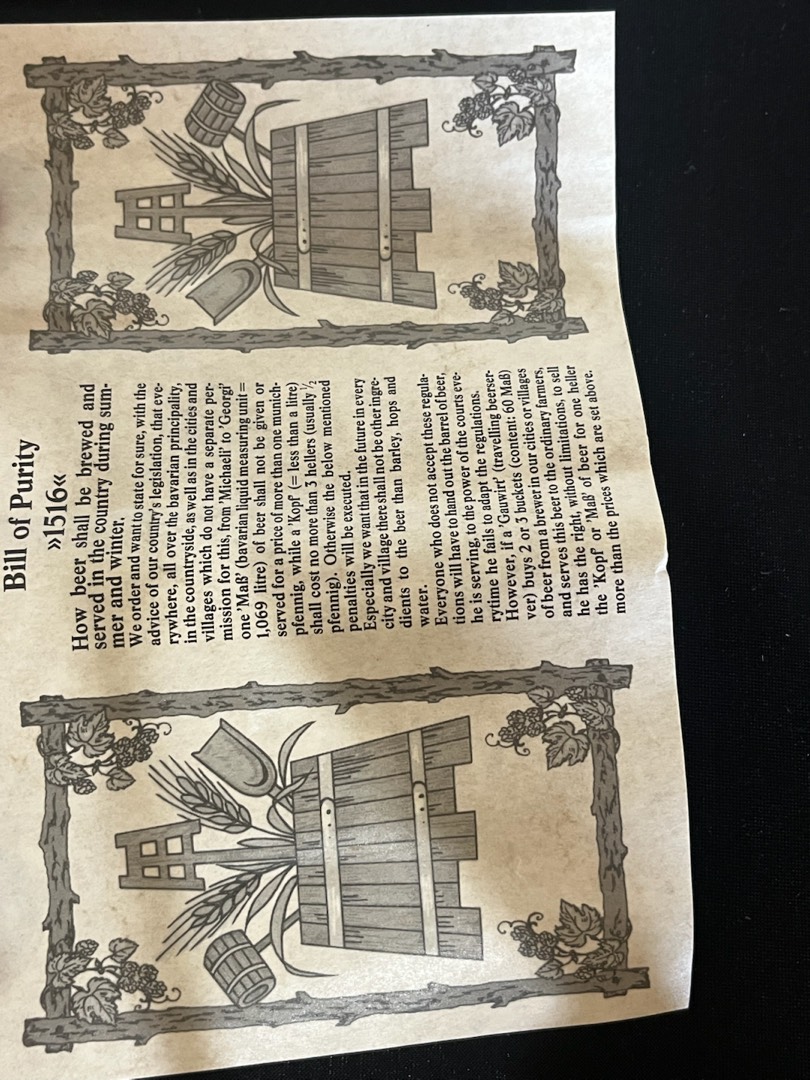 Bill of Purity
»1516«
How beer shall be brewed and
served in the country during sum-
mer and winter.
We order and want to state for sure, with the
advice of our country's legislation, that eve-
rywhere, all over the bavarian principality,
in the countryside, as well as in the cities and
villages which do not have a separate per-
mission for this, from 'Michaeli' to 'Georgi'
one 'Maß' (bavarian liquid measuring unit =
1,069 litre) of beer shall not be given or
served for a price of more than one munich-
pfennig, while a 'Kopf' (= less than a litre)
shall cost no more than 3 hellers (usually ½
pfennig). Otherwise the below mentioned
penalties will be executed.
Especially we want that in the future in every
city and village there shall not be other ingre-
dients to the beer than barley, hops and
water.
Everyone who does not accept these regula-
tions will have to hand out the barrel of beer,
he is serving, to the power of the courts eve-
rytime he fails to adapt the regulations.
However, if a 'Gauwirt' (travelling beerser-
ver) buys 2 or 3 buckets (content: 60 Maß)
of beer from a brewer in our cities or villages
and serves this beer to the ordinary farmers,
he has the right, without limitations, to sell
the 'Kopf' or 'Maß' of beer for one heller
more than the prices which are set above.